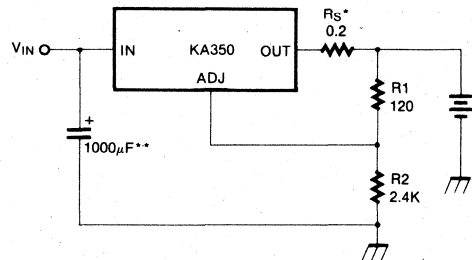 RS*
0.2
VIN
IN
KA350
OUT
ADJ
+
1000µF**
R1
120
R2
2.4K